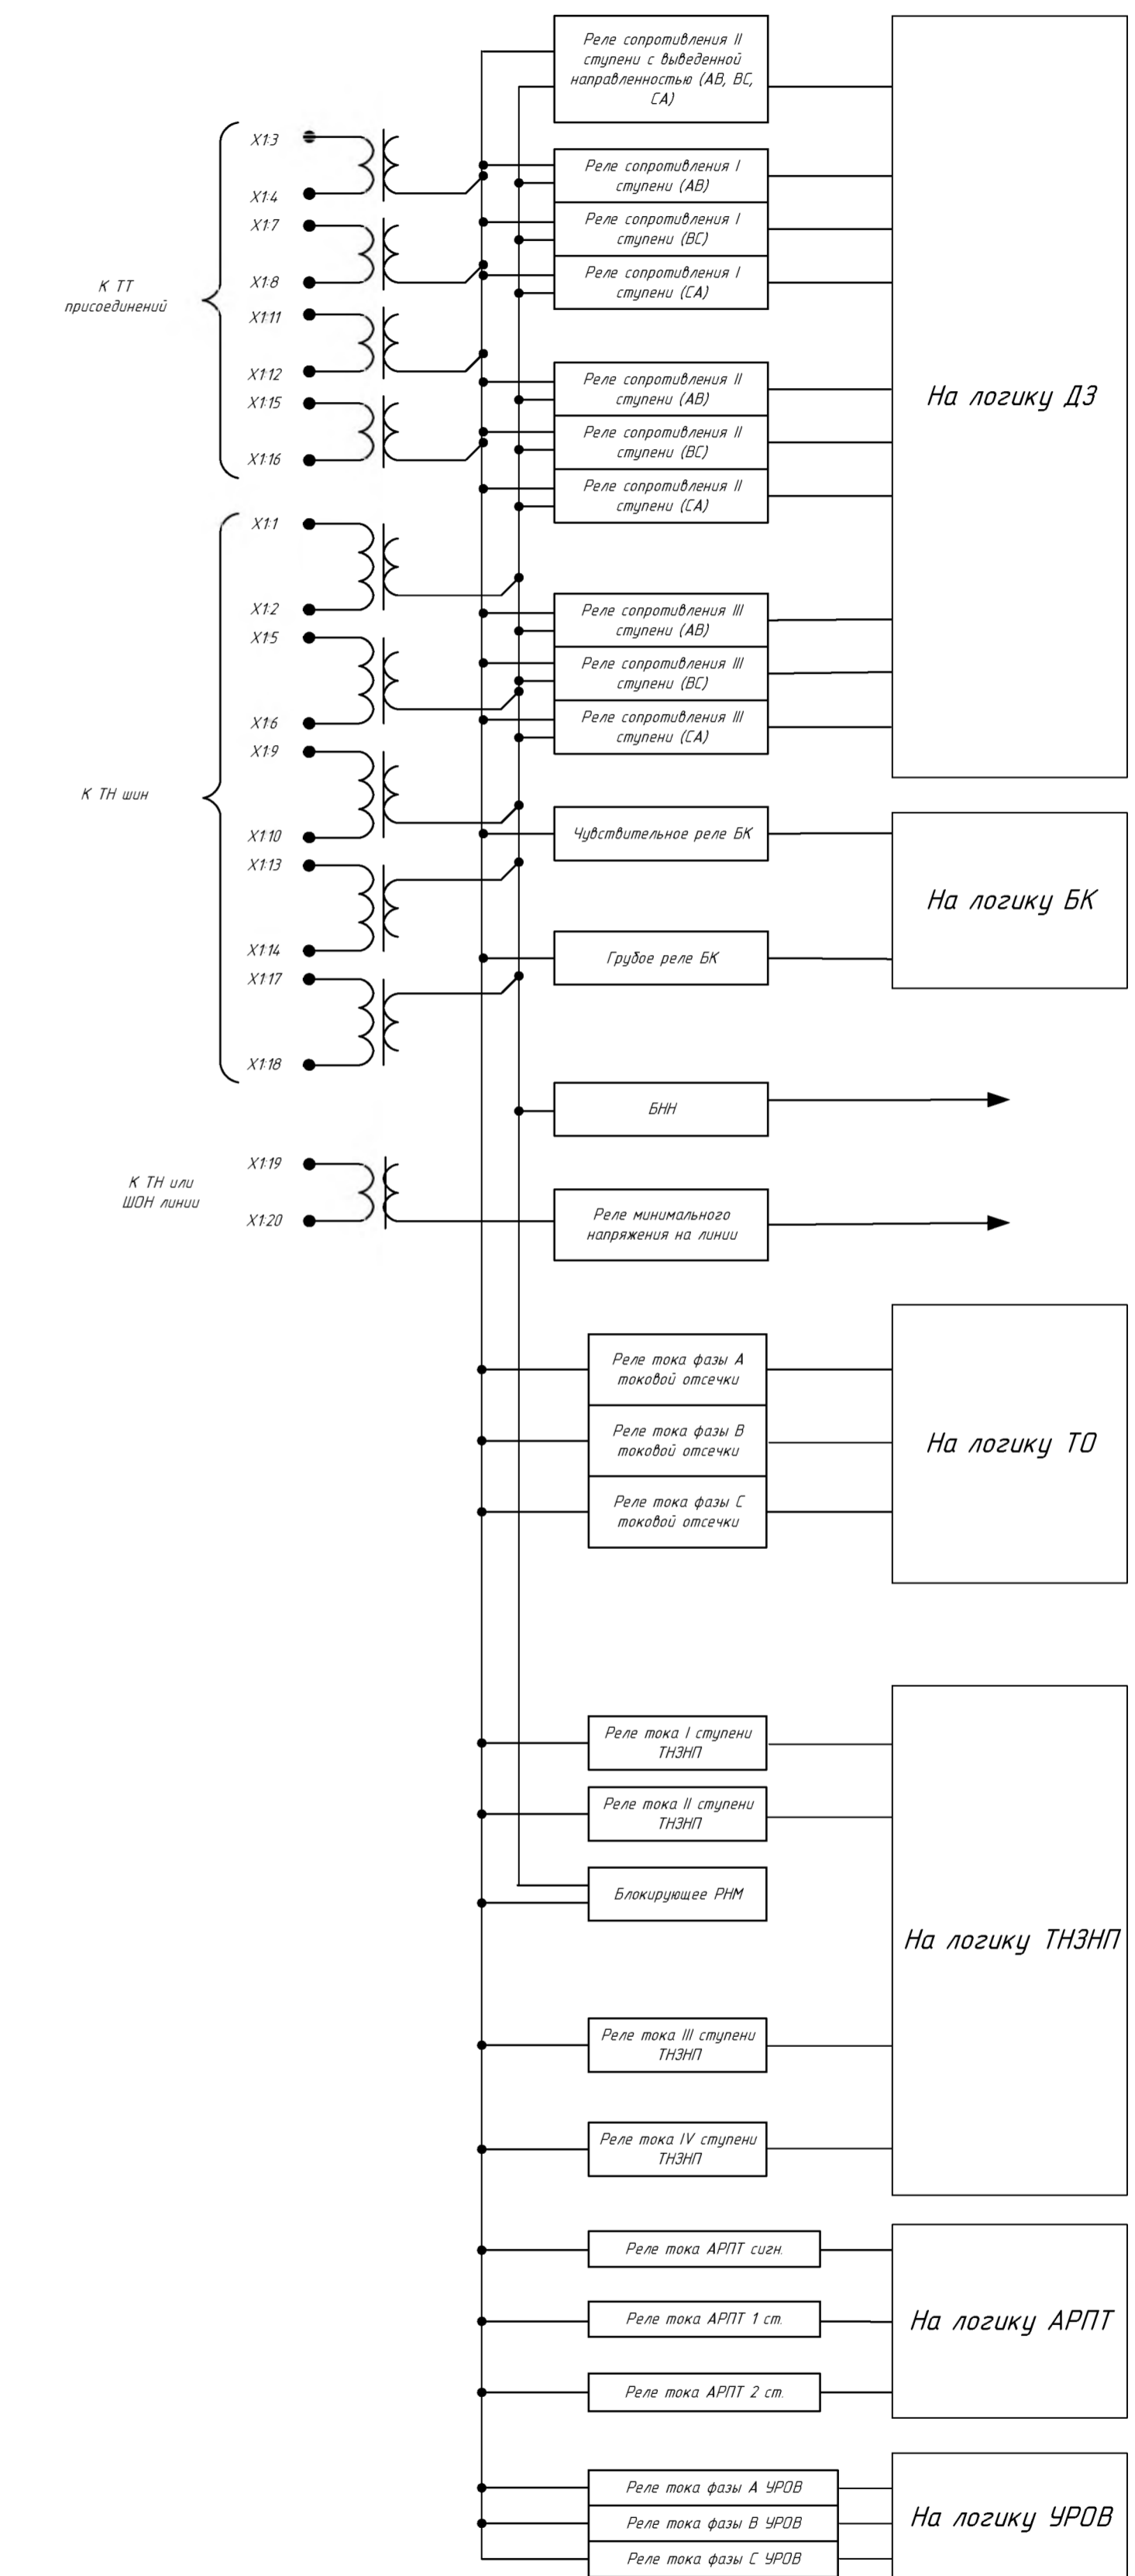 Реле сопротивления II
ступени с выведенной
направленностью (АВ, ВС,
СА)
X1:3
X1:4
X1:7
X1:8
X1:11
X1:12
X1:15
X1:16
К ТТ
присоединений
Реле сопротивления I
ступени (АВ)
Реле сопротивления I
ступени (ВС)
Реле сопротивления I
ступени (СА)
Реле сопротивления II
ступени (АВ)
Реле сопротивления II
ступени (ВС)
Реле сопротивления II
ступени (СА)
На логику ДЗ
X1:1
X1:2
X1:5
X1:6
X1:9
X1:10
X1:13
X1:14
X1:17
X1:18
К ТН шин
Реле сопротивления III
ступени (АВ)
Реле сопротивления III
ступени (ВС)
Реле сопротивления III
ступени (СА)
Чувствительное реле БК
Грубое реле БК
На логику БК
БНН
X1:19
X1:20
К ТН или
ШОН линии
Реле минимального
напряжения на линии
Реле тока фазы А
токовой отсечки
Реле тока фазы В
токовой отсечки
Реле тока фазы С
токовой отсечки
На логику ТО
Реле тока I ступени
ТНЗНП
Реле тока II ступени
ТНЗНП
Блокирующее РНМ
Реле тока III ступени
ТНЗНП
Реле тока IV ступени
ТНЗНП
На логику ТНЗНП
Реле тока АРПТ сигн.
Реле тока АРПТ 1 ст.
Реле тока АРПТ 2 ст.
На логику АРПТ
Реле тока фазы А УРОВ
Реле тока фазы В УРОВ
Реле тока фазы С УРОВ
На логику УРОВ